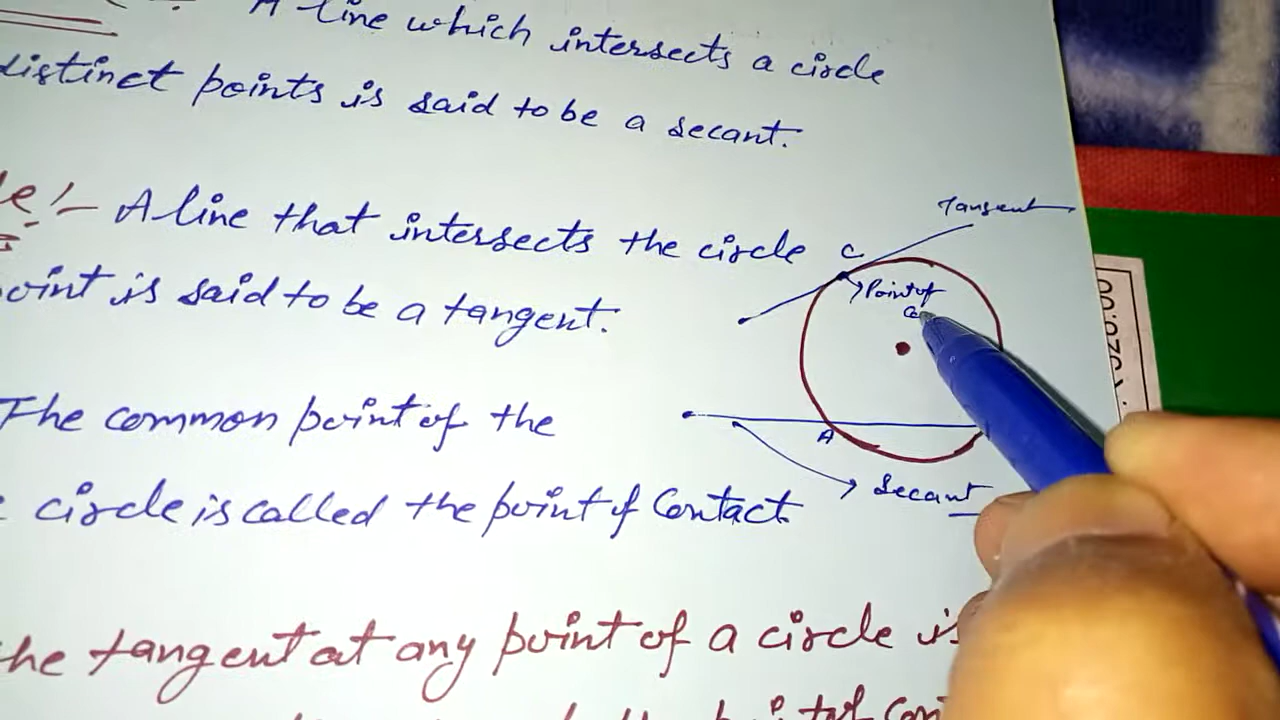 A line which intersects a circle
distinct points is said to be a secant.
A line that intersects the circle
point is said to be a tangent.
Tangent
C
Point of
A
Secant
The common point of the
circle is called the point of Contact
the tangent at any point of a circle is